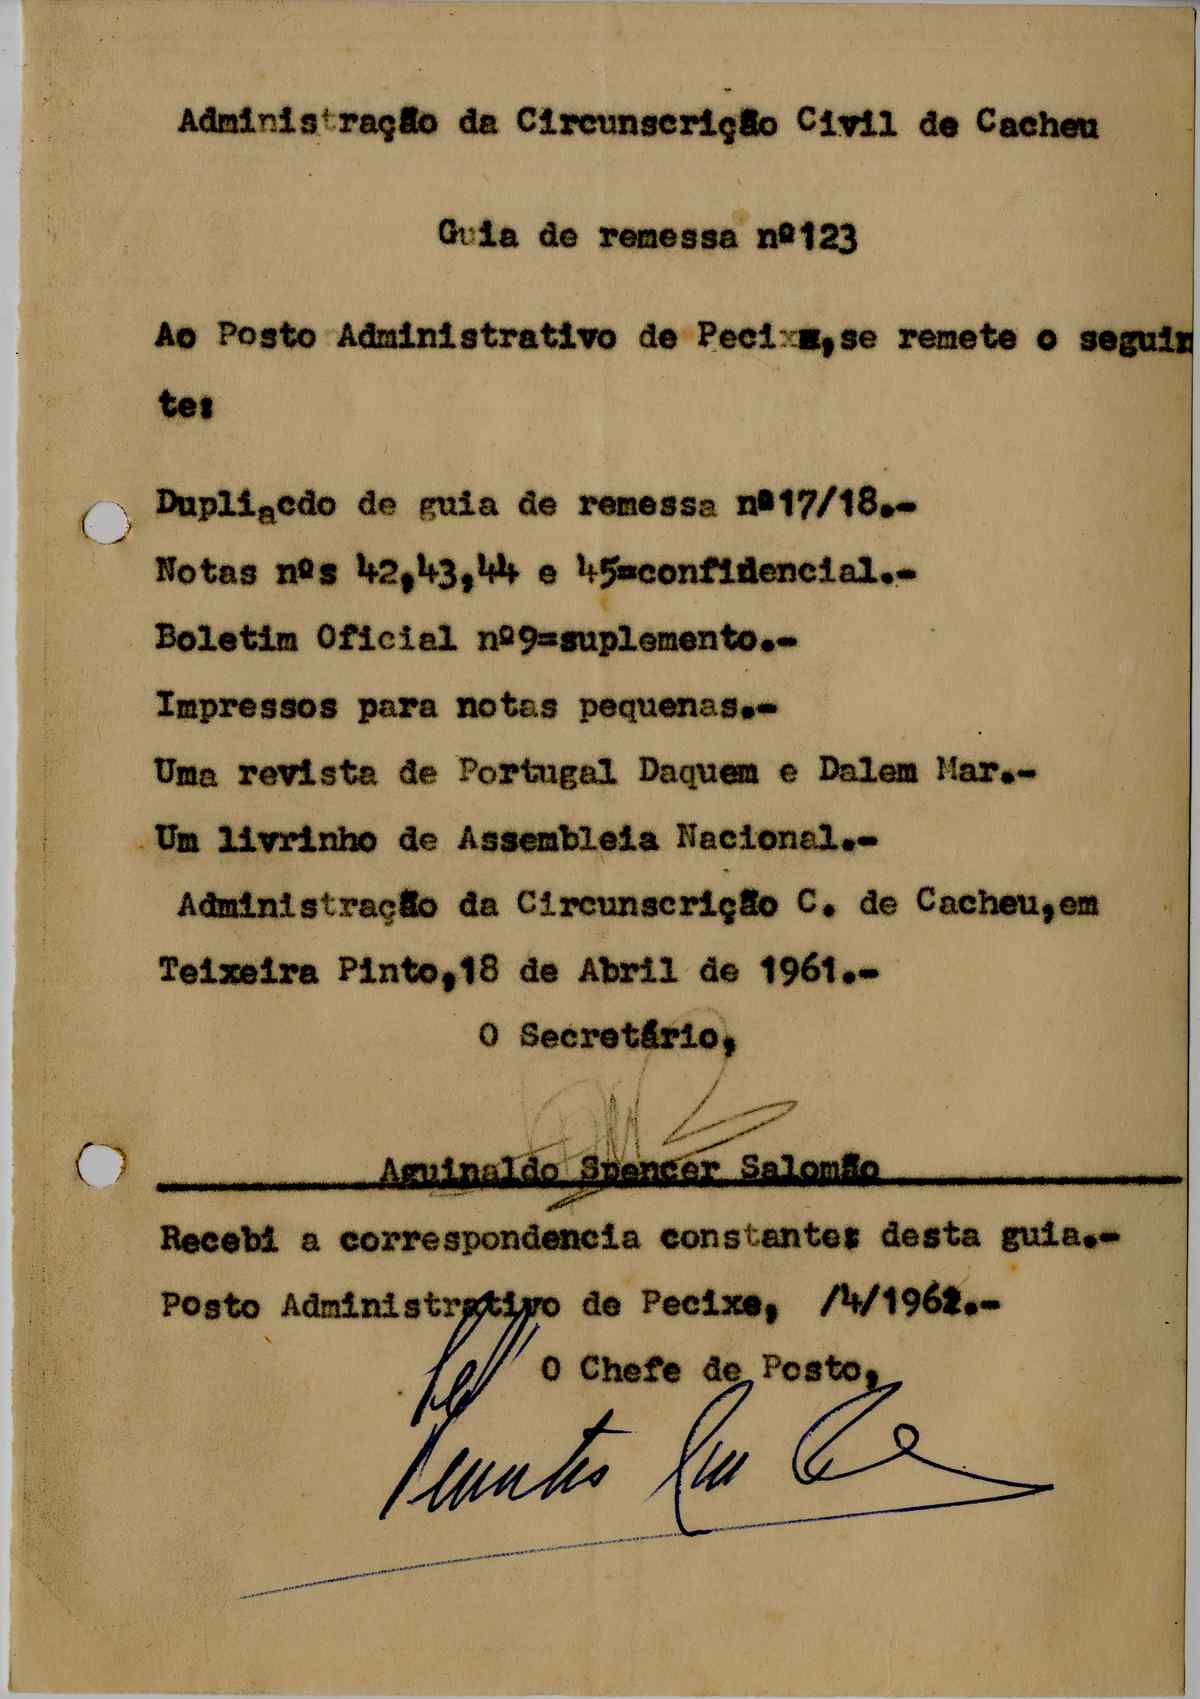 Administração da Circunscrição Civil de Cacheu
Guia de remessa nº123
Ao Posto Administrativo de Pecixe,se remete o seguin
te:
Dupliacdo de guia de remessa nº17/18.-
Notas nºs 42,43,44 e 45=confidencial.-
Boletim Oficial nº9=suplemento.-
Impressos para notas pequenas.-
Uma revista de Portugal Daquem e Dalem Mar.-
Um livrinho de Assembleia Nacional.-
Administração da Circunscrição C. de Cacheu,em
Teixeira Pinto,18 de Abril de 1961.-
O Secretário,
Aguinaldo Spencer Salomão
Recebi a correspondencia constante: desta guia.-
Posto Administrativo de Pecixe, /4/1961.-
O Chefe de Posto,